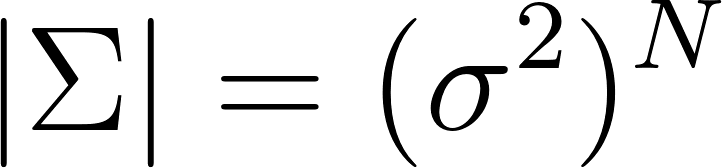 |Σ| = (σ²)ᴺ